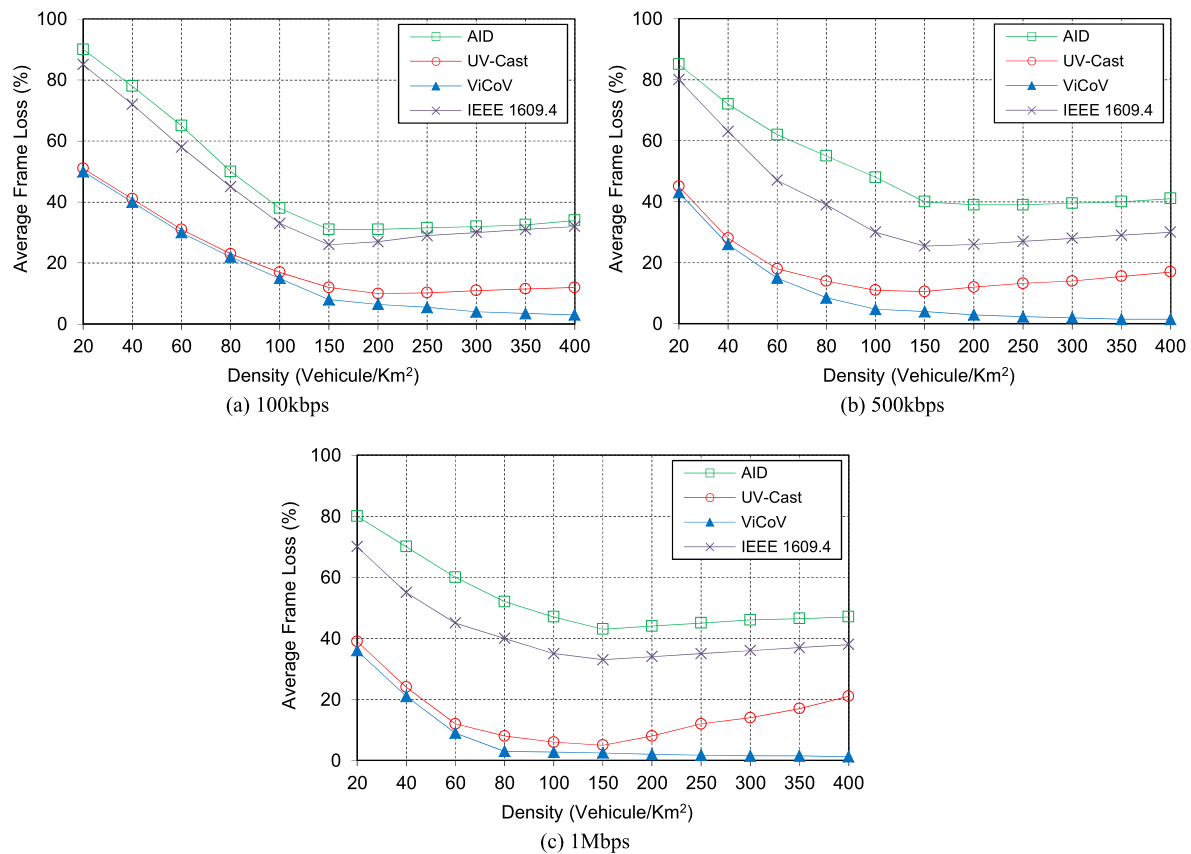 100
80
60
40
20
0
Average Frame Loss (%)
AID
UV-Cast
ViCoV
IEEE 1609.4
20 40 60 80 100 150 200 250 300 350 400
Density (Vehicule/Km²)
(a) 100kbps
100
80
60
40
20
0
Average Frame Loss (%)
AID
UV-Cast
ViCoV
IEEE 1609.4
20 40 60 80 100 150 200 250 300 350 400
Density (Vehicule/Km²)
(b) 500kbps
100
80
60
40
20
0
Average Frame Loss (%)
AID
UV-Cast
ViCoV
IEEE 1609.4
20 40 60 80 100 150 200 250 300 350 400
Density (Vehicule/Km²)
(c) 1Mbps